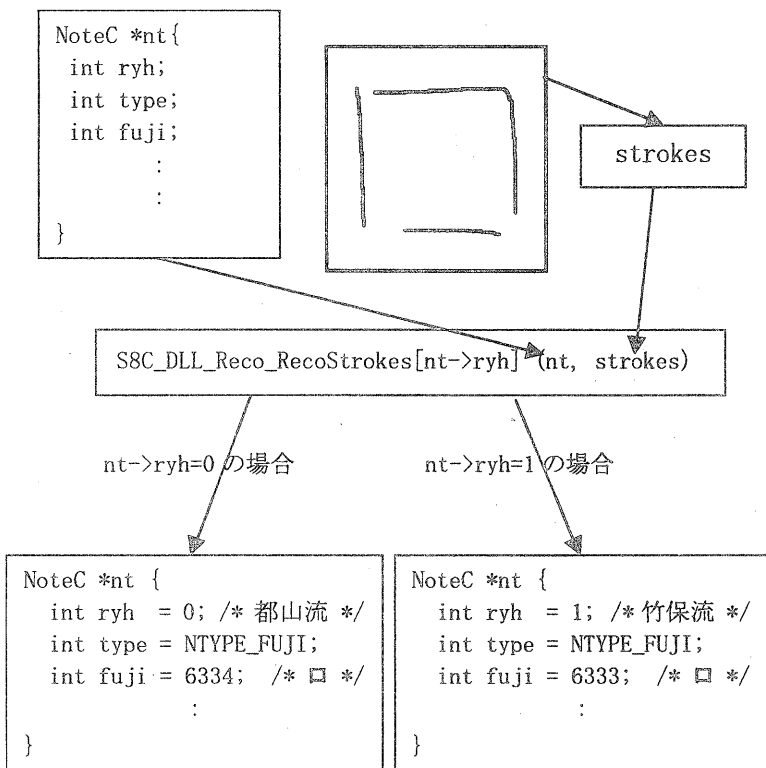 NoteC *nt{
int ryh;
int type;
int fuji;
:
:
}
strokes
S8C_DLL_Reco_RecoStrokes[nt->ryh] (nt, strokes)
nt->ryh=0 の場合
nt->ryh=1 の場合
NoteC *nt {
int ryh = 0; /* 都山流 */
int type = NTYPE_FUJI;
int fuji = 6334; /* ロ */
:
}
NoteC *nt {
int ryh = 1; /* 竹保流 */
int type = NTYPE_FUJI;
int fuji = 6333; /* ロ */
:
}